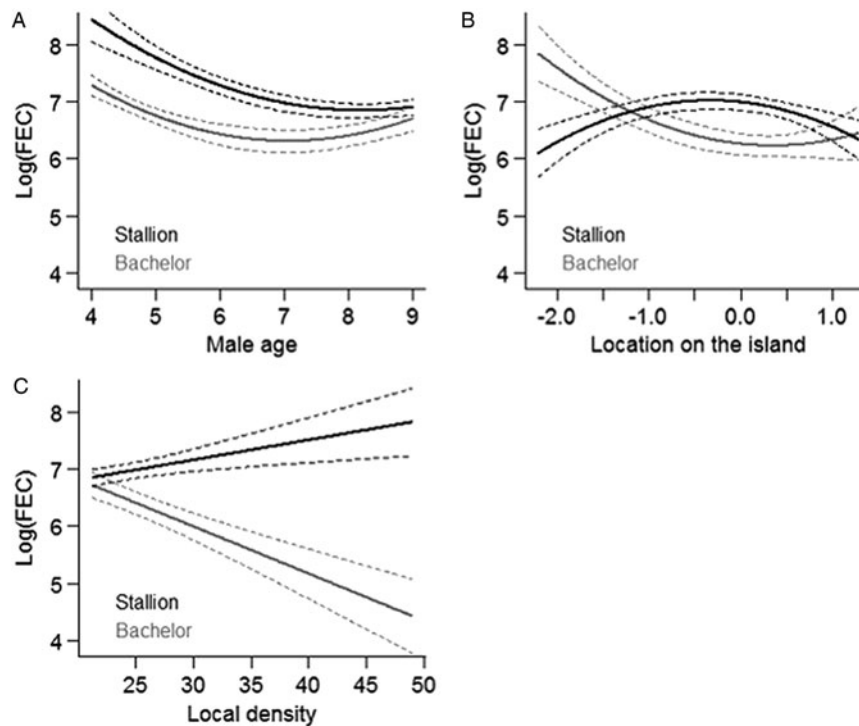 A
Log(FEC)
8
7
6
5
4
Stallion
Bachelor
4 5 6 7 8 9
Male age
B
Log(FEC)
8
7
6
5
4
Stallion
Bachelor
-2.0 -1.0 0.0 1.0
Location on the island
C
Log(FEC)
8
7
6
5
4
Stallion
Bachelor
25 30 35 40 45 50
Local density